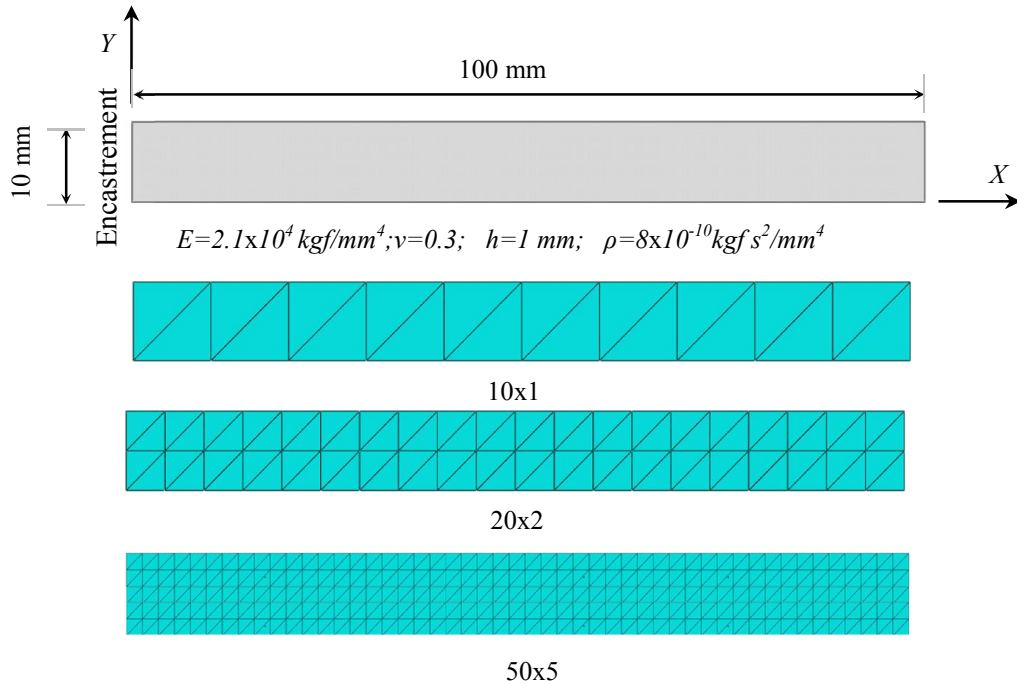 Y
100 mm
Encastrement
10 mm
X
E=2.1x10⁴ kgf/mm⁴;ν=0.3; h=1 mm; ρ=8x10⁻¹⁰kgf s²/mm⁴
10x1
20x2
50x5